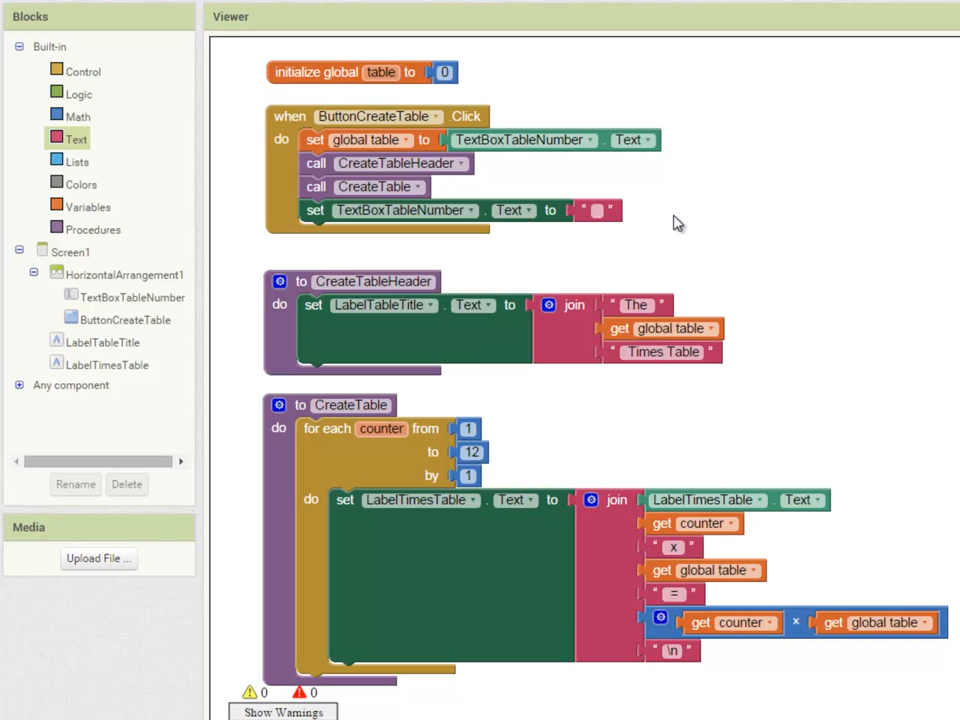 Blocks
Built-in
Control
Logic
Math
Text
Lists
Colors
Variables
Procedures
Screen1
HorizontalArrangement1
TextBoxTableNumber
ButtonCreateTable
LabelTableTitle
LabelTimesTable
Any component
Rename Delete
Media
Upload File ...
Viewer
initialize global table to 0
when ButtonCreateTable .Click
do set global table to TextBoxTableNumber . Text
call CreateTableHeader
call CreateTable
set TextBoxTableNumber . Text to " "
to CreateTableHeader
do set LabelTableTitle . Text to join " The "
get global table
" Times Table "
to CreateTable
do for each counter from 1
to 12
by 1
do set LabelTimesTable . Text to join LabelTimesTable . Text
get counter
" x "
get global table
" = "
get counter × get global table
" \n "
0 0
Show Warnings